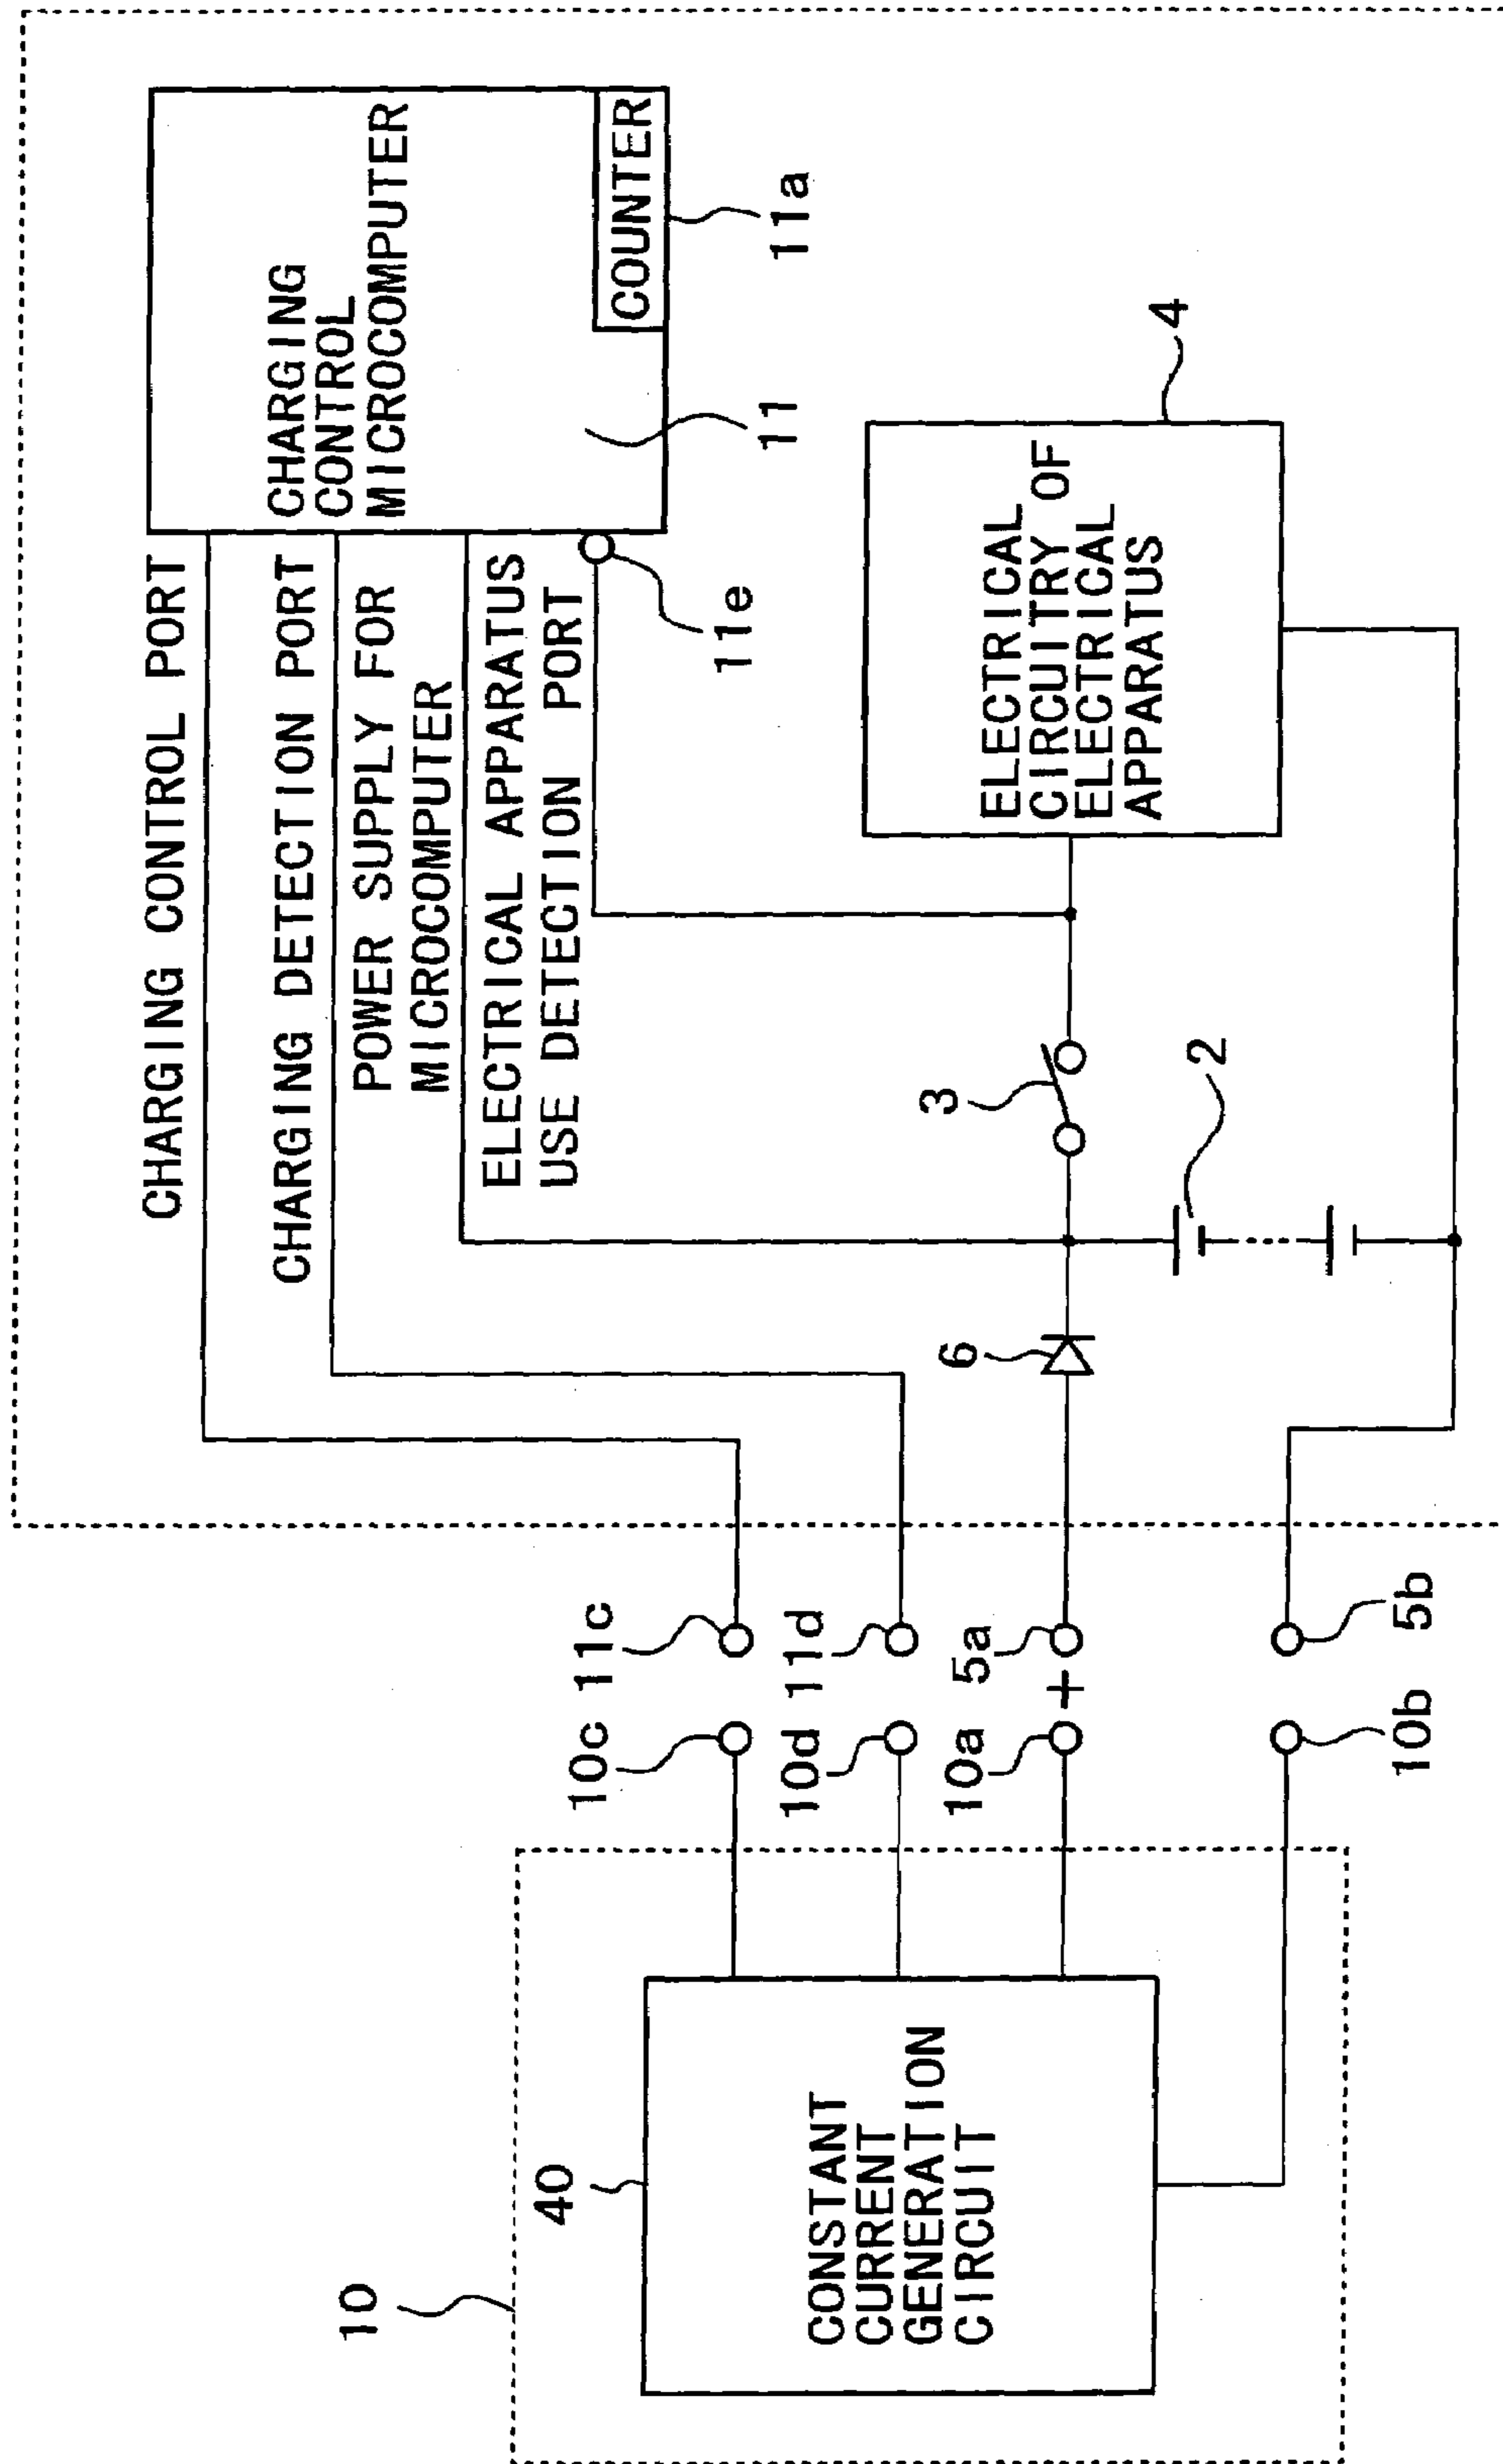 CHARGING CONTROL PORT
CHARGING DETECTION PORT
POWER SUPPLY FOR
MICROCOMPUTER
ELECTRICAL APPARATUS
USE DETECTION PORT
CHARGING
CONTROL
MICROCOMPUTER
COUNTER
11a
11
11e
ELECTRICAL
CIRCUITRY OF
ELECTRICAL
APPARATUS
4
3
2
6
10c
11c
10d
11d
10a
5a
+
10b
5b
10
40
CONSTANT
CURRENT
GENERATION
CIRCUIT